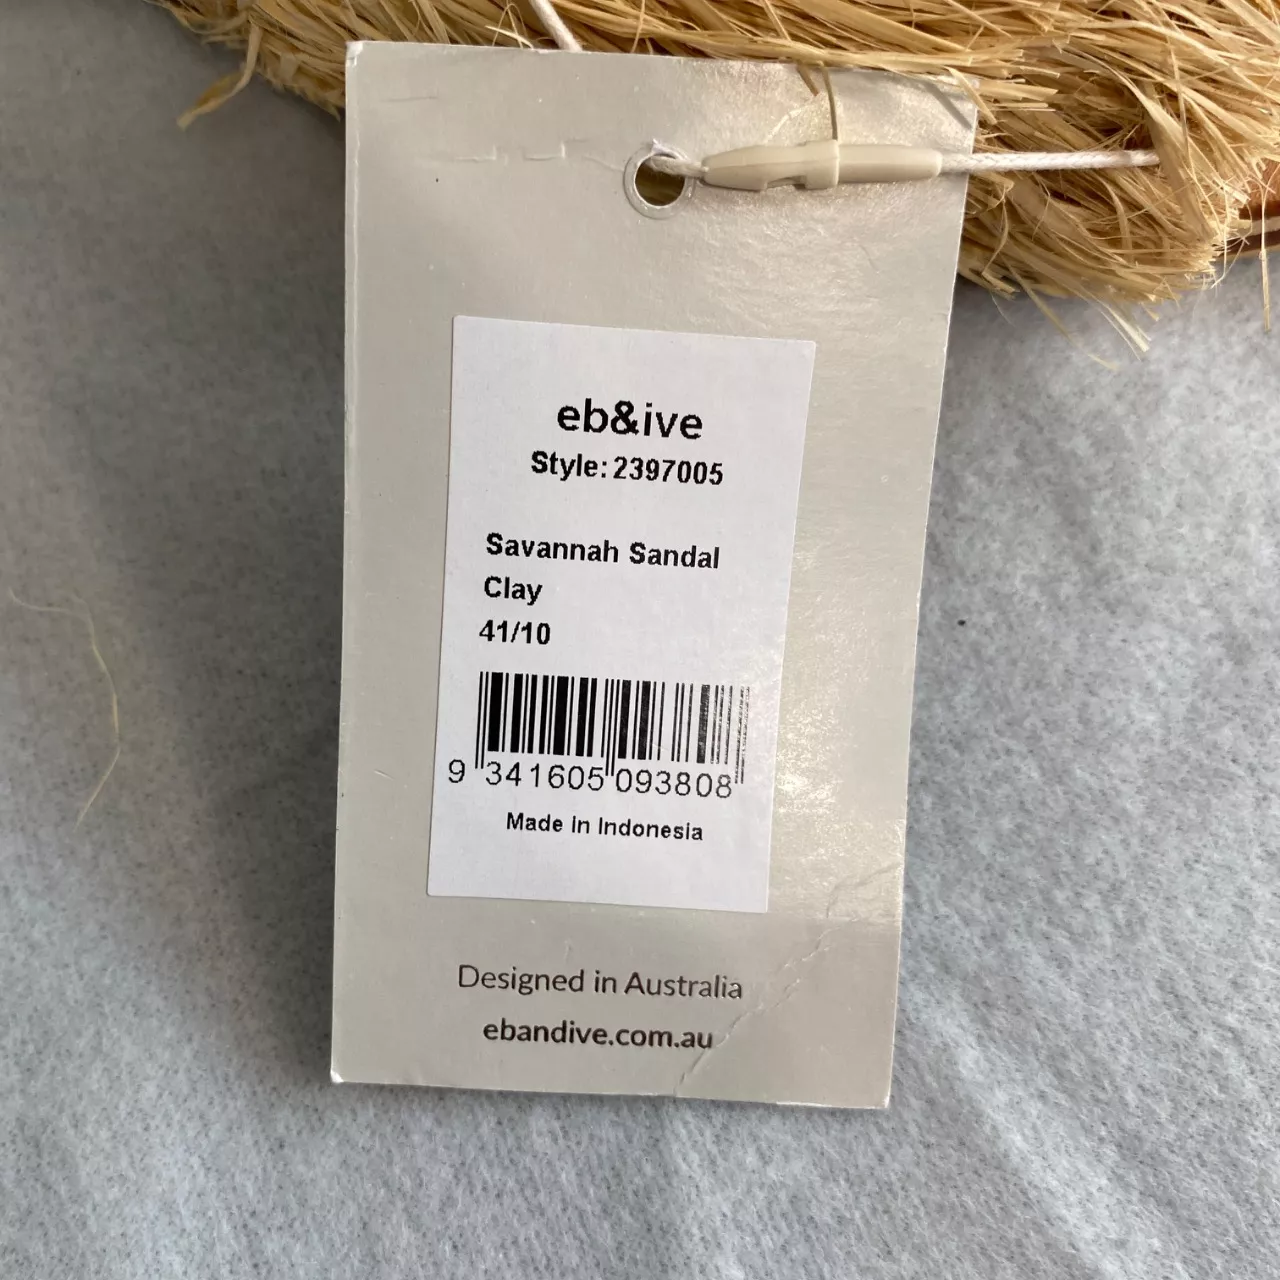 eb&ive
Style: 2397005
Savannah Sandal
Clay
41/10
9 341605 093808
Made in Indonesia
Designed in Australia
ebandive.com.au